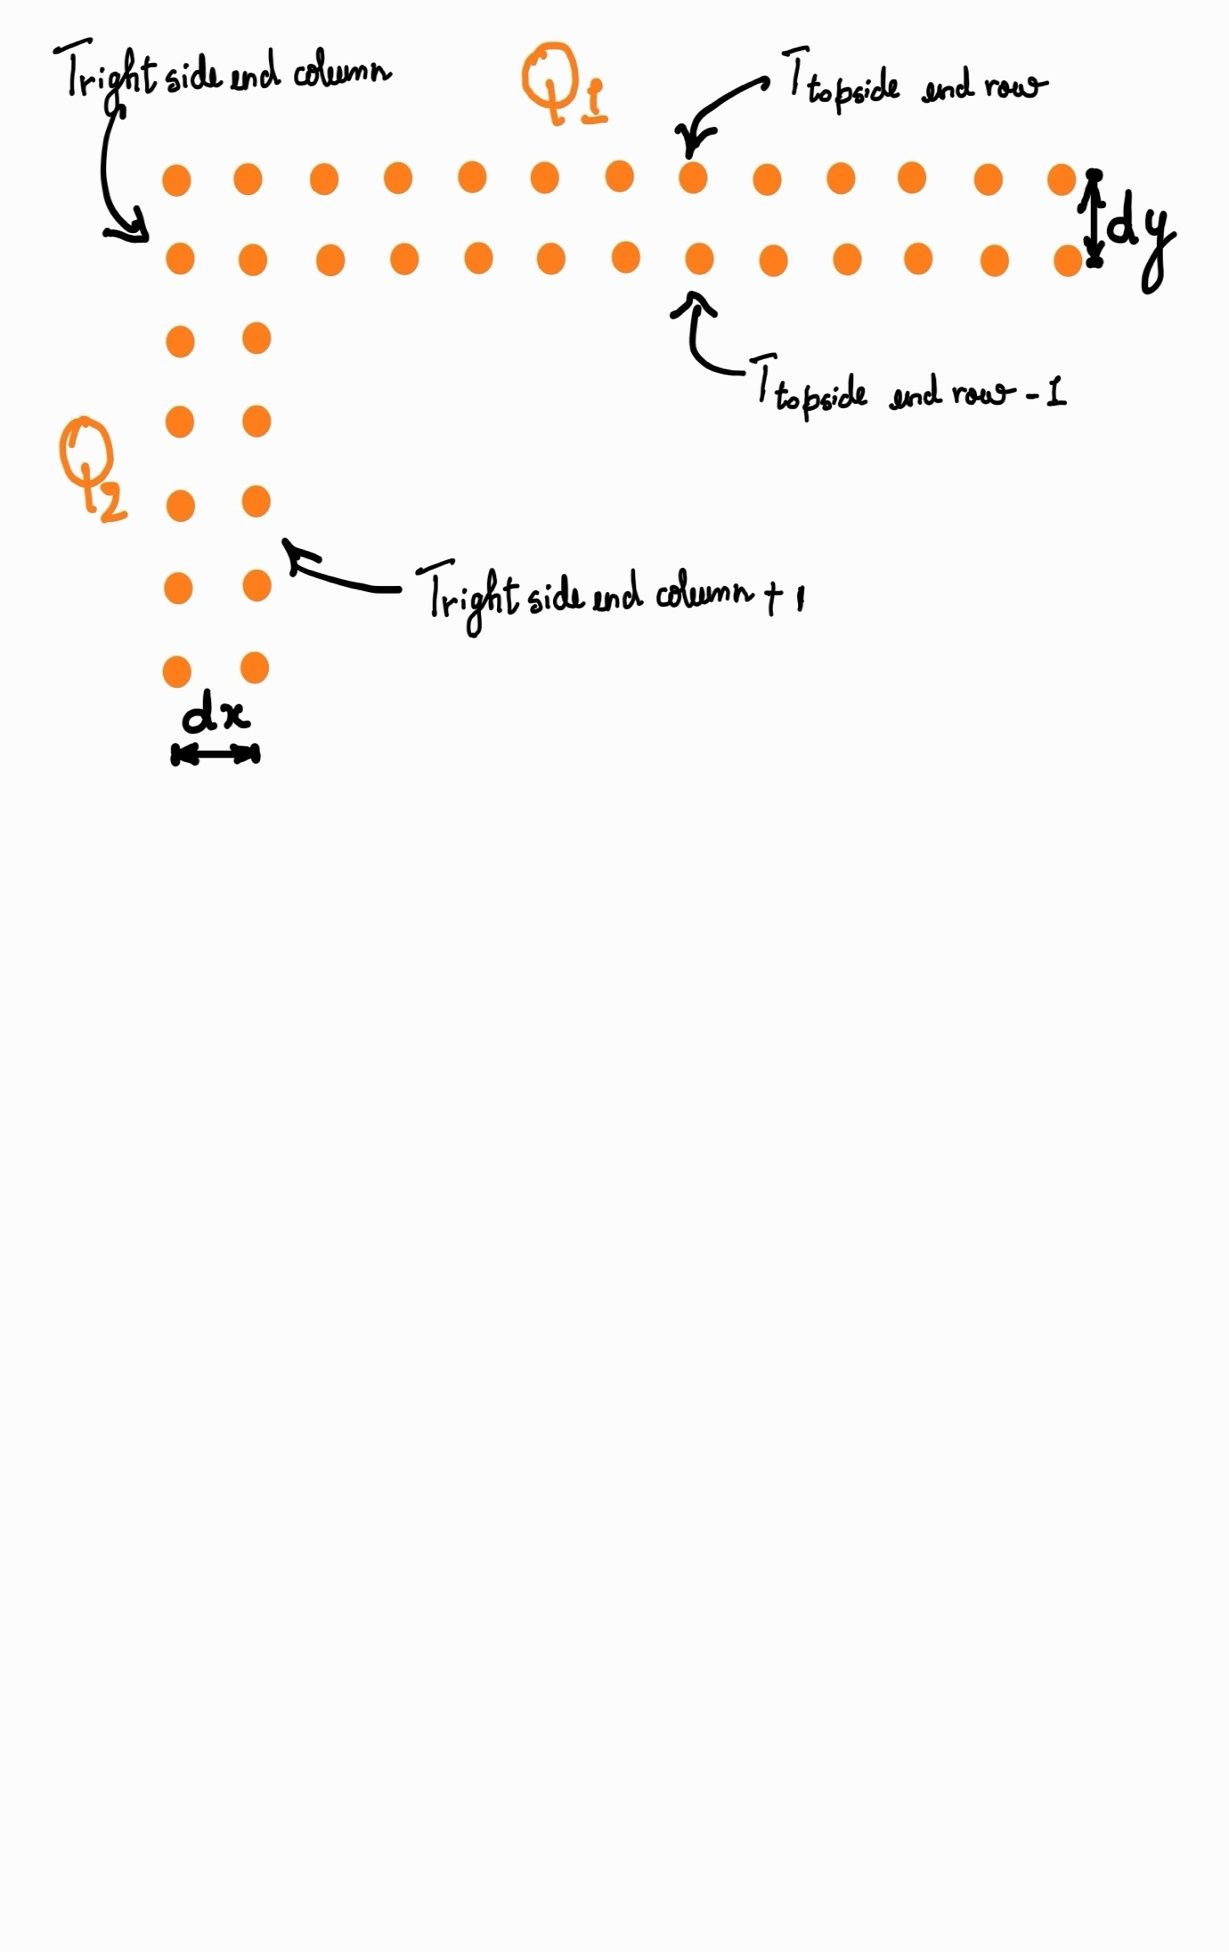 Tright side end column
Q1
Ttopside end row
dy
Ttopside end row-1
Q2
Tright side end column + 1
dx